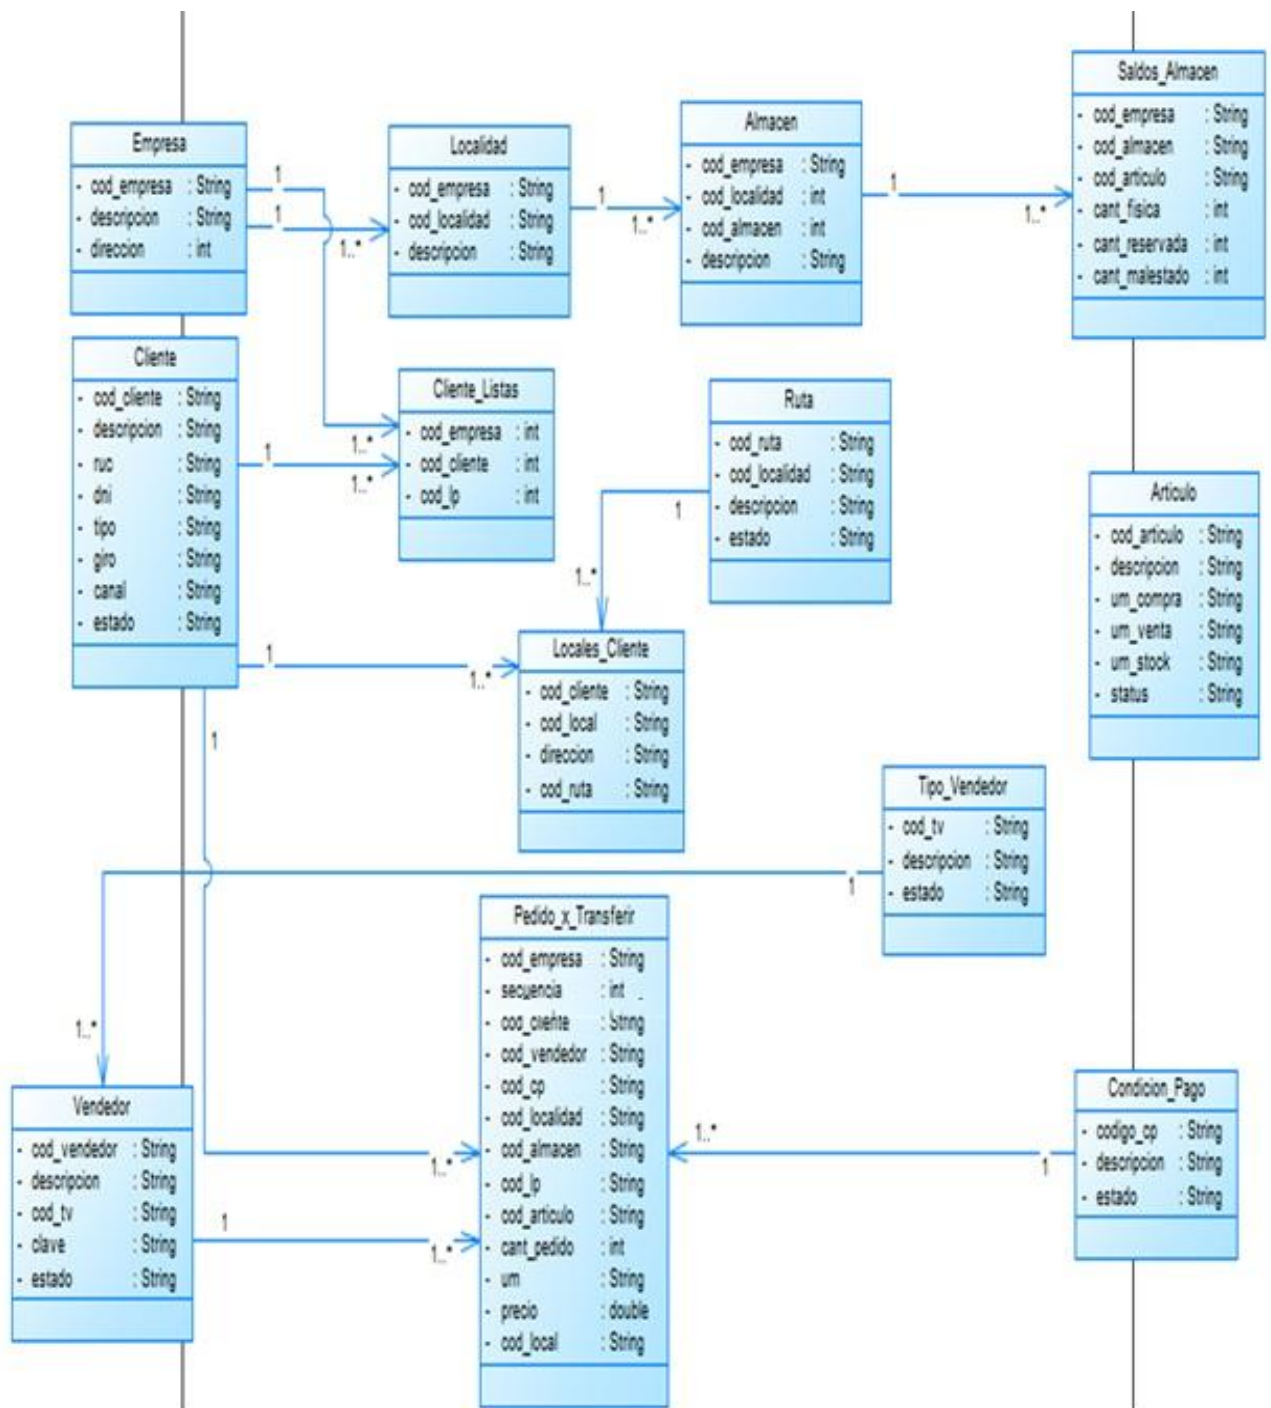 Empresa
- cod_empresa : String
- descripcion : String
- direccion : int
1
1
1..*
Localidad
- cod_empresa : String
- cod_localidad : String
- descripcion : String
1
1..*
Almacen
- cod_empresa : String
- cod_localidad : int
- cod_almacen : int
- descripcion : String
1
1..*
Saldos_Almacen
- cod_empresa : String
- cod_almacen : String
- cod_articulo : String
- cant_fisica : int
- cant_reservada : int
- cant_malestado : int
Cliente
- cod_cliente : String
- descripcion : String
- ruc : String
- dni : String
- tipo : String
- giro : String
- canal : String
- estado : String
1
1..*
1..*
Cliente_Listas
- cod_empresa : int
- cod_cliente : int
- cod_lp : int
Ruta
- cod_ruta : String
- cod_localidad : String
- descripcion : String
- estado : String
1
1..*
Articulo
- cod_articulo : String
- descripcion : String
- um_compra : String
- um_venta : String
- um_stock : String
- status : String
1
1..*
Locales_Cliente
- cod_cliente : String
- cod_local : String
- direccion : String
- cod_ruta : String
1
Tipo_Vendedor
- cod_tv : String
- descripcion : String
- estado : String
1
1..*
Pedido_x_Transferir
- cod_empresa : String
- secuencia : int
- cod_cliente : String
- cod_vendedor : String
- cod_cp : String
- cod_localidad : String
- cod_almacen : String
- cod_lp : String
- cod_articulo : String
- cant_pedido : int
- um : String
- precio : double
- cod_local : String
Vendedor
- cod_vendedor : String
- descripcion : String
- cod_tv : String
- clave : String
- estado : String
1..*
1
1..*
1..*
1
Condicion_Pago
- codigo_cp : String
- descripcion : String
- estado : String